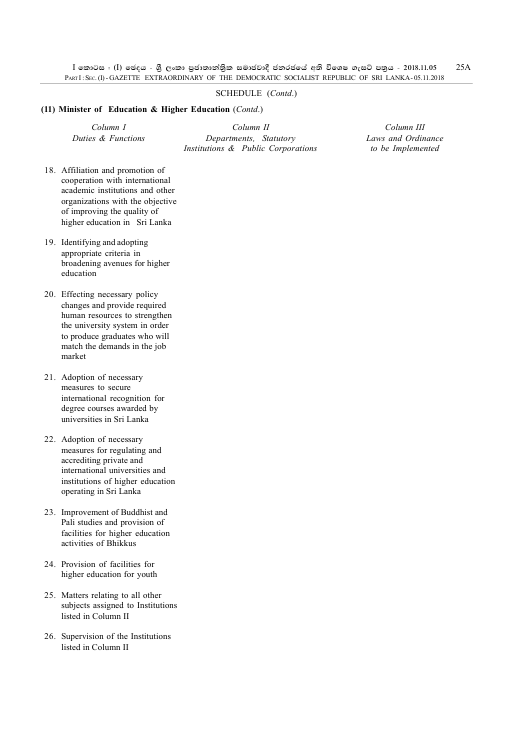 I කොටස : (I) ඡෙදය - ශ්‍රී ලංකා ප්‍රජාතාන්ත්‍රික සමාජවාදී ජනරජයේ අති විශෙෂ ගැසට් පත්‍රය - 2018.11.05 25A
PART I : SEC. (I) - GAZETTE EXTRAORDINARY OF THE DEMOCRATIC SOCIALIST REPUBLIC OF SRI LANKA - 05.11.2018
SCHEDULE (Contd.)
(11) Minister of Education & Higher Education (Contd.)
Column I Column II Column III
Duties & Functions Departments, Statutory Laws and Ordinance
Institutions & Public Corporations to be Implemented
18. Affiliation and promotion of
cooperation with international
academic institutions and other
organizations with the objective
of improving the quality of
higher education in Sri Lanka
19. Identifying and adopting
appropriate criteria in
broadening avenues for higher
education
20. Effecting necessary policy
changes and provide required
human resources to strengthen
the university system in order
to produce graduates who will
match the demands in the job
market
21. Adoption of necessary
measures to secure
international recognition for
degree courses awarded by
universities in Sri Lanka
22. Adoption of necessary
measures for regulating and
accrediting private and
international universities and
institutions of higher education
operating in Sri Lanka
23. Improvement of Buddhist and
Pali studies and provision of
facilities for higher education
activities of Bhikkus
24. Provision of facilities for
higher education for youth
25. Matters relating to all other
subjects assigned to Institutions
listed in Column II
26. Supervision of the Institutions
listed in Column II